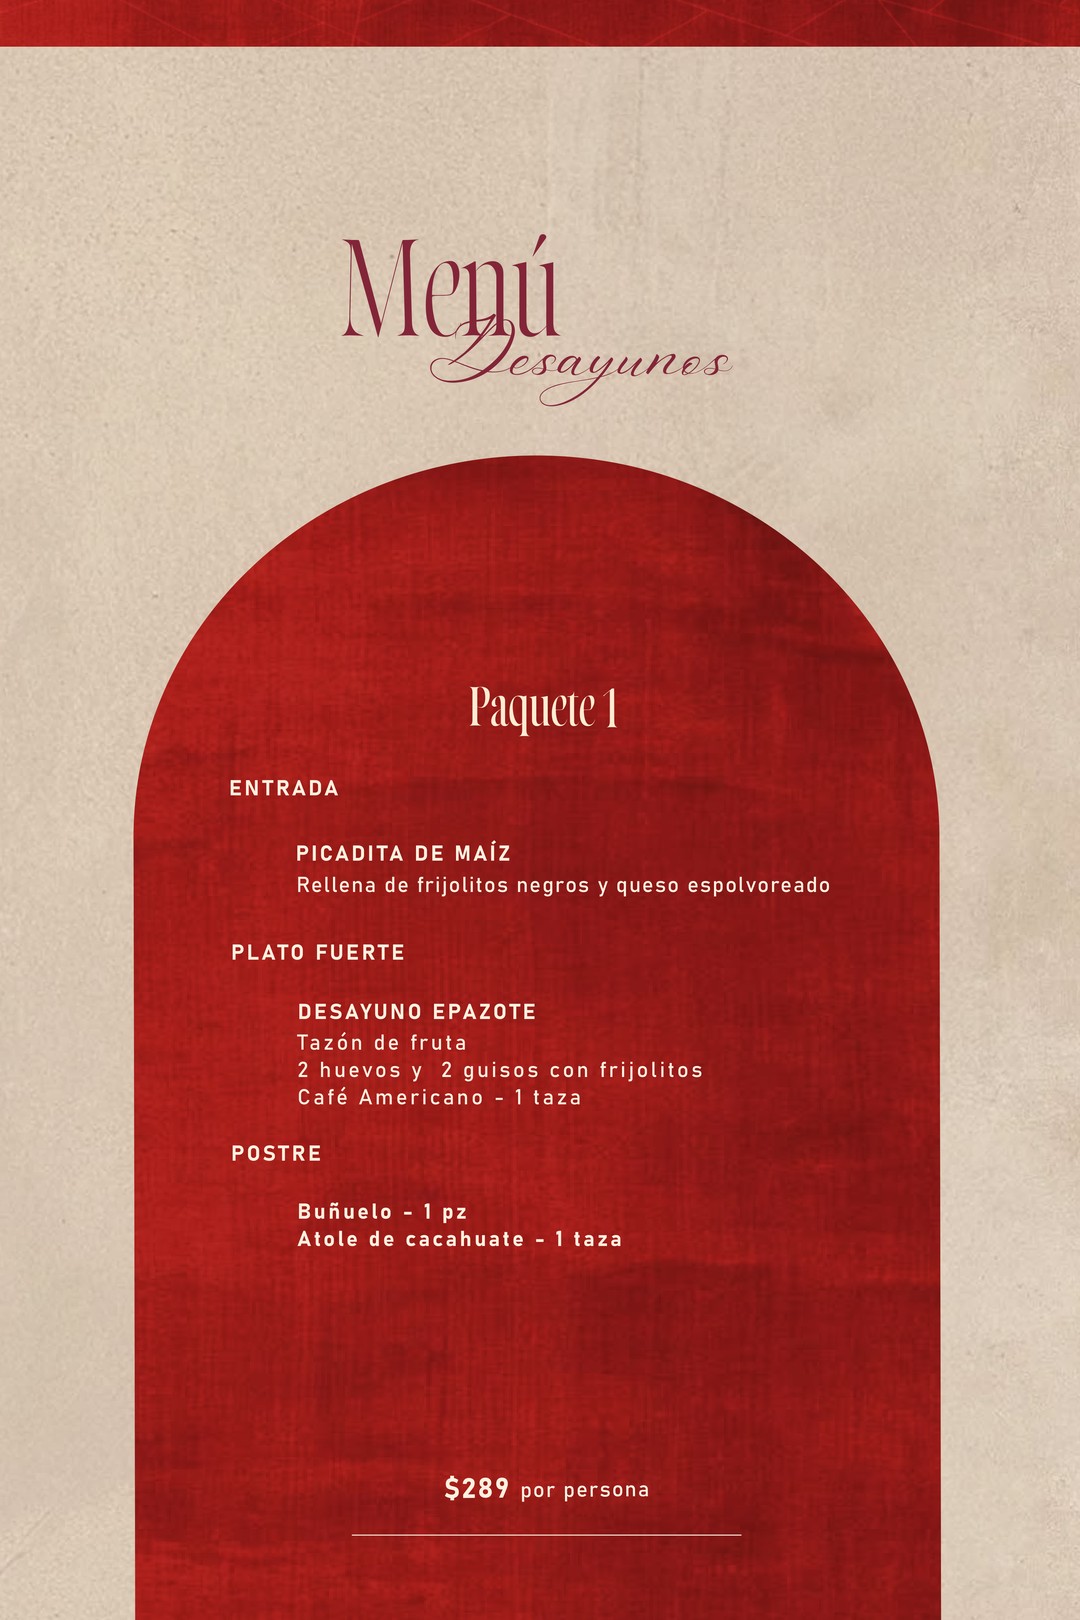 Menú
Desayunos
Paquete 1
ENTRADA
PICADITA DE MAÍZ
Rellena de frijolitos negros y queso espolvoreado
PLATO FUERTE
DESAYUNO EPAZOTE
Tazón de fruta
2 huevos y 2 guisos con frijolitos
Café Americano - 1 taza
POSTRE
Buñuelo - 1 pz
Atole de cacahuate - 1 taza
$289 por persona